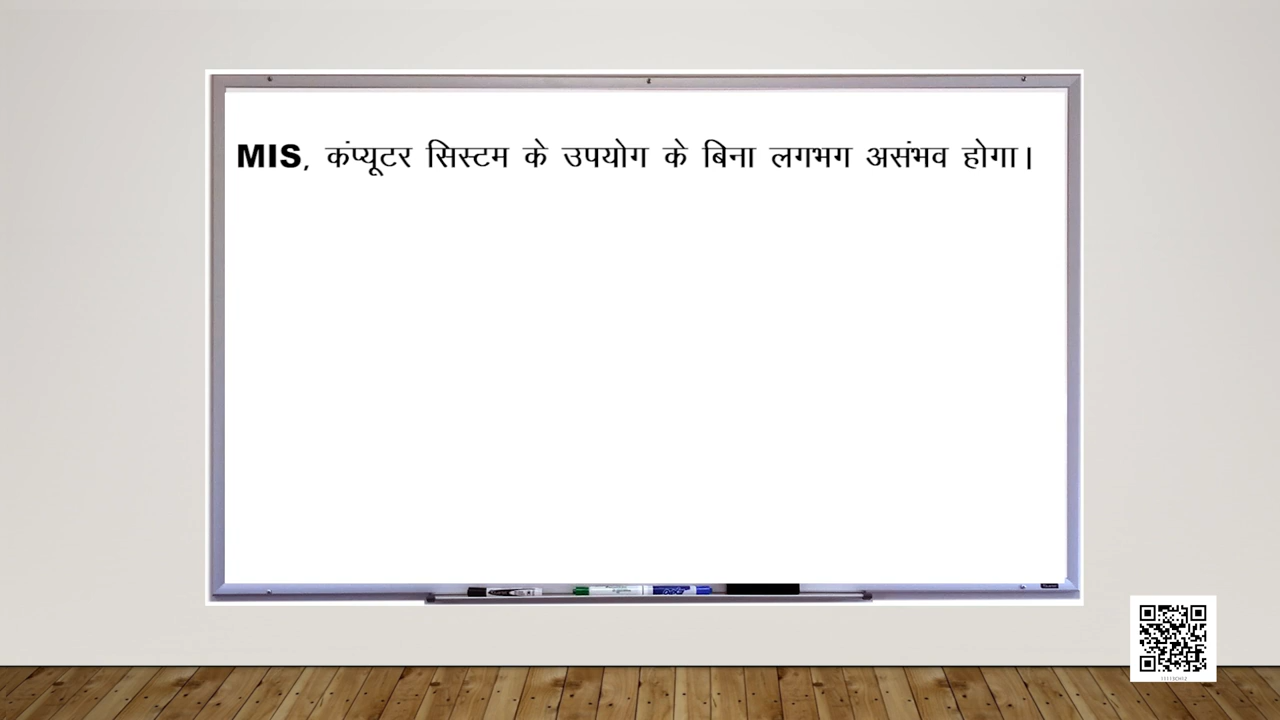 MIS, कंप्यूटर सिस्टम के उपयोग के बिना लगभग असंभव होगा।